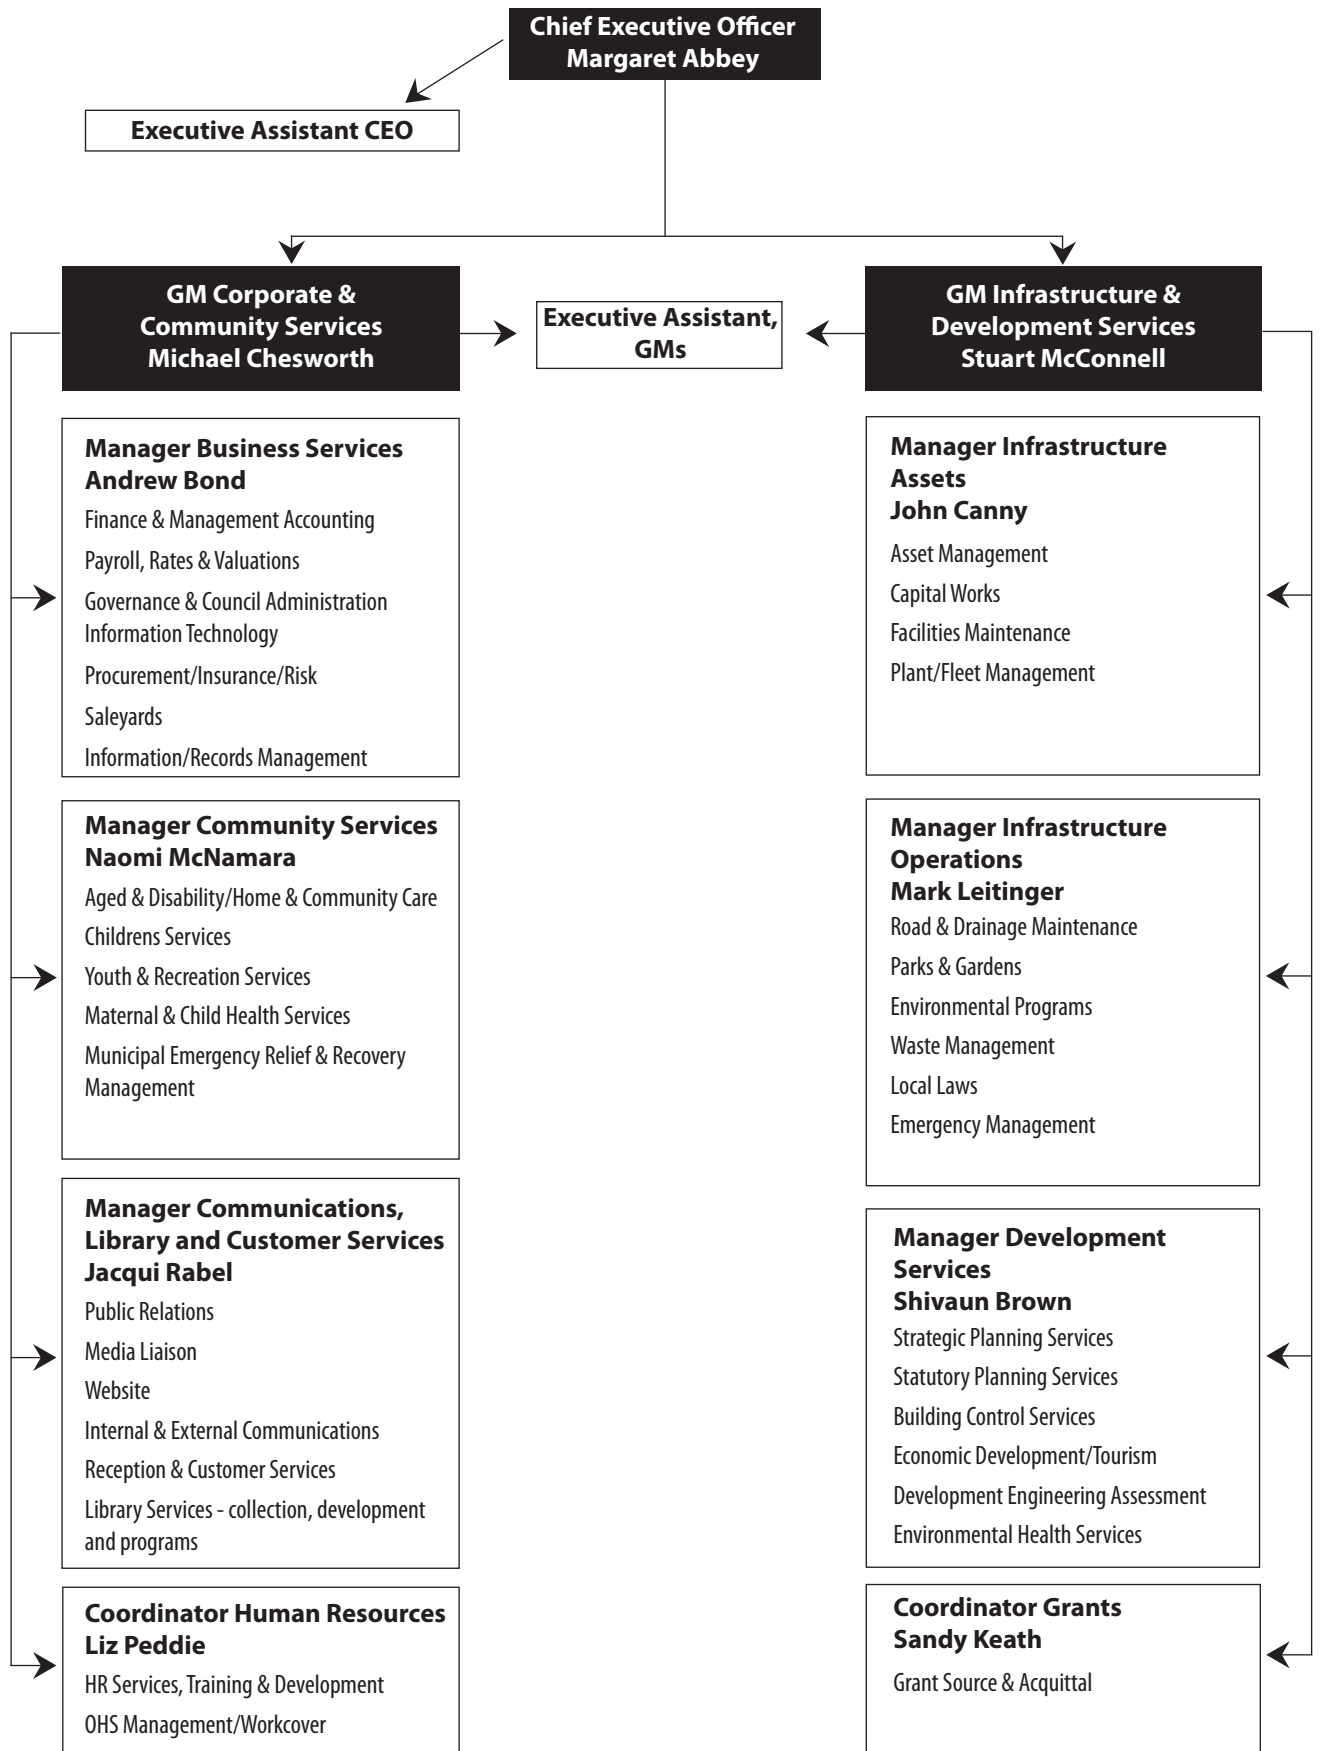 Chief Executive Officer
Margaret Abbey
Executive Assistant CEO
GM Corporate &
Community Services
Michael Chesworth
Executive Assistant,
GMs
GM Infrastructure &
Development Services
Stuart McConnell
Manager Business Services
Andrew Bond
Finance & Management Accounting
Payroll, Rates & Valuations
Governance & Council Administration
Information Technology
Procurement/Insurance/Risk
Saleyards
Information/Records Management
Manager Community Services
Naomi McNamara
Aged & Disability/Home & Community Care
Childrens Services
Youth & Recreation Services
Maternal & Child Health Services
Municipal Emergency Relief & Recovery
Management
Manager Communications,
Library and Customer Services
Jacqui Rabel
Public Relations
Media Liaison
Website
Internal & External Communications
Reception & Customer Services
Library Services - collection, development
and programs
Coordinator Human Resources
Liz Peddie
HR Services, Training & Development
OHS Management/Workcover
Manager Infrastructure
Assets
John Canny
Asset Management
Capital Works
Facilities Maintenance
Plant/Fleet Management
Manager Infrastructure
Operations
Mark Leitinger
Road & Drainage Maintenance
Parks & Gardens
Environmental Programs
Waste Management
Local Laws
Emergency Management
Manager Development
Services
Shivaun Brown
Strategic Planning Services
Statutory Planning Services
Building Control Services
Economic Development/Tourism
Development Engineering Assessment
Environmental Health Services
Coordinator Grants
Sandy Keath
Grant Source & Acquittal